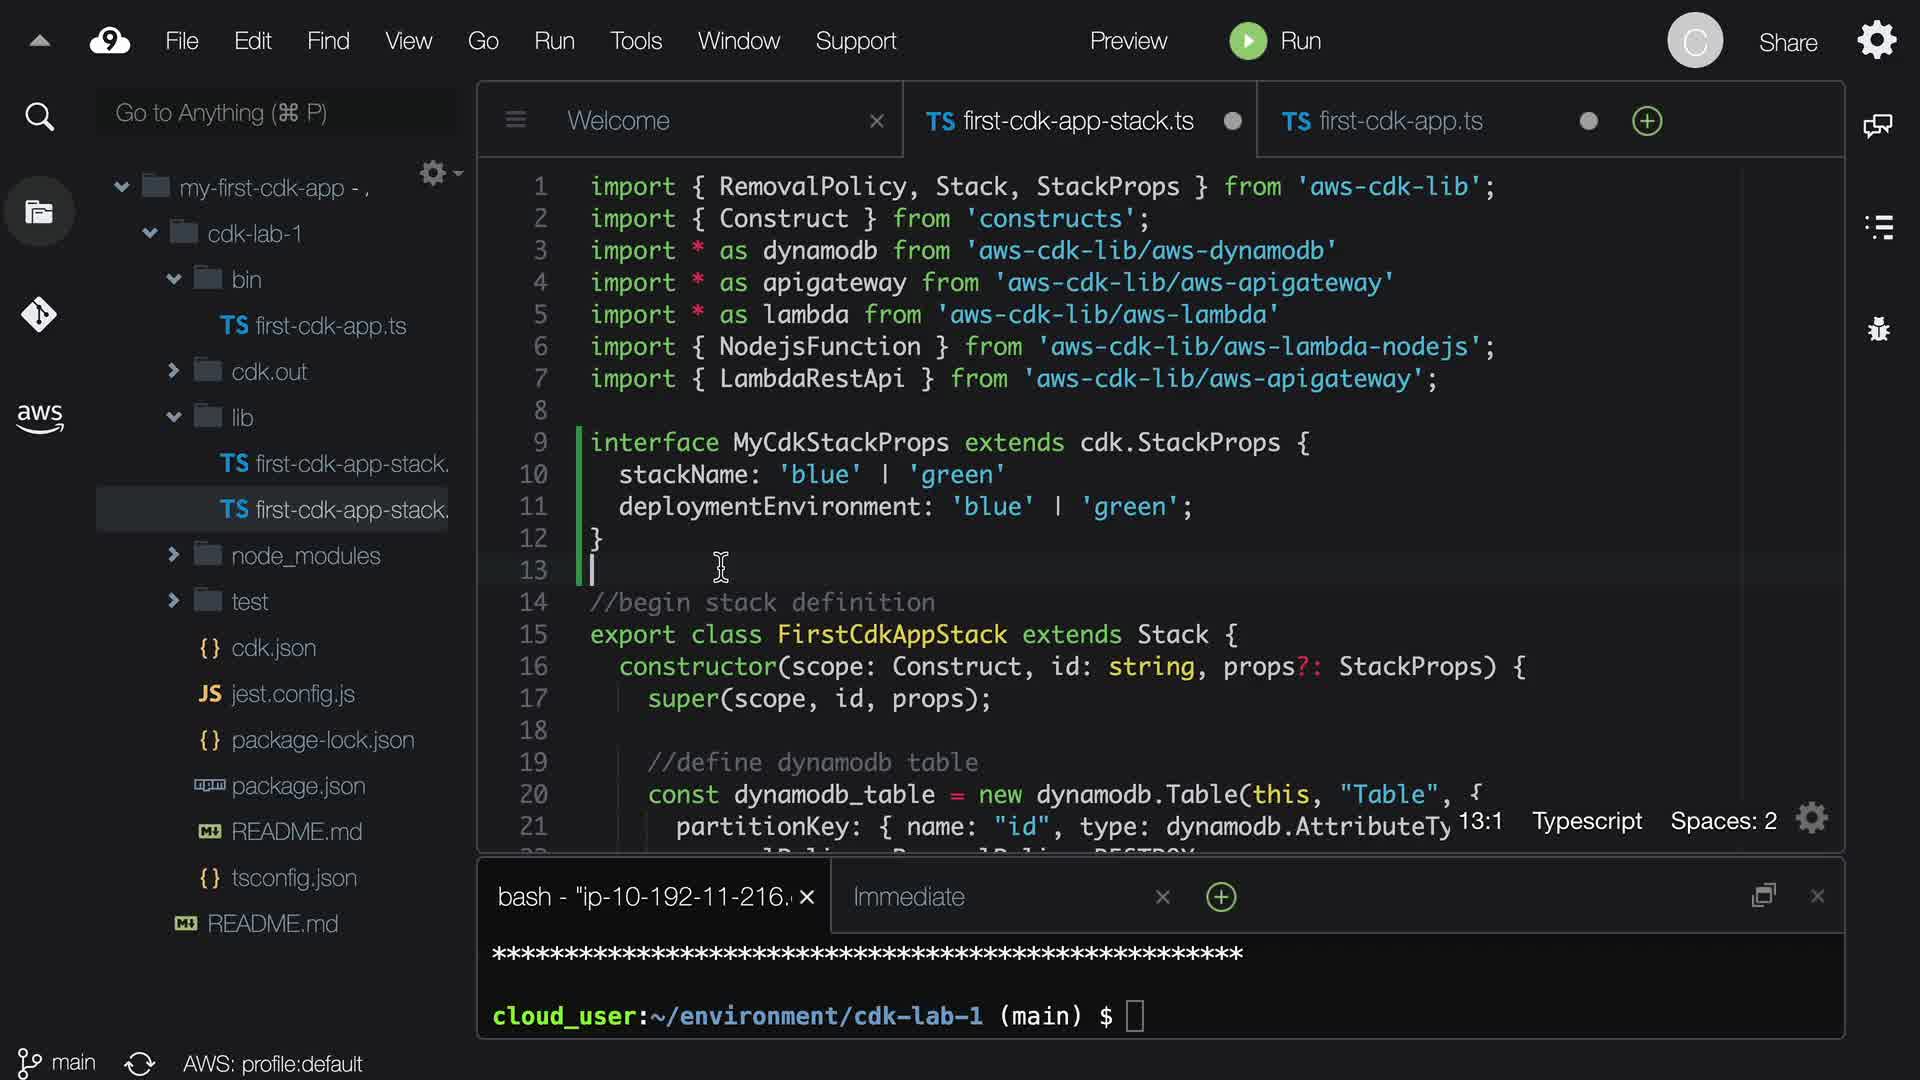 9 File Edit Find View Go Run Tools Window Support Preview Run C Share
Go to Anything (⌘ P)
Welcome
TS first-cdk-app-stack.ts
TS first-cdk-app.ts
my-first-cdk-app - .
cdk-lab-1
bin
TS first-cdk-app.ts
cdk.out
lib
TS first-cdk-app-stack.
TS first-cdk-app-stack.
node_modules
test
{} cdk.json
JS jest.config.js
{} package-lock.json
package.json
README.md
{} tsconfig.json
README.md
aws
1 import { RemovalPolicy, Stack, StackProps } from 'aws-cdk-lib';
2 import { Construct } from 'constructs';
3 import * as dynamodb from 'aws-cdk-lib/aws-dynamodb'
4 import * as apigateway from 'aws-cdk-lib/aws-apigateway'
5 import * as lambda from 'aws-cdk-lib/aws-lambda'
6 import { NodejsFunction } from 'aws-cdk-lib/aws-lambda-nodejs';
7 import { LambdaRestApi } from 'aws-cdk-lib/aws-apigateway';
8
9 interface MyCdkStackProps extends cdk.StackProps {
10 stackName: 'blue' | 'green'
11 deploymentEnvironment: 'blue' | 'green';
12 }
13
14 //begin stack definition
15 export class FirstCdkAppStack extends Stack {
16 constructor(scope: Construct, id: string, props?: StackProps) {
17 super(scope, id, props);
18
19 //define dynamodb table
20 const dynamodb_table = new dynamodb.Table(this, "Table", {
21 partitionKey: { name: "id", type: dynamodb.AttributeTy
13:1 Typescript Spaces: 2
bash - "ip-10-192-11-216.
Immediate
****************************************************
cloud_user:~/environment/cdk-lab-1 (main) $
main AWS: profile:default